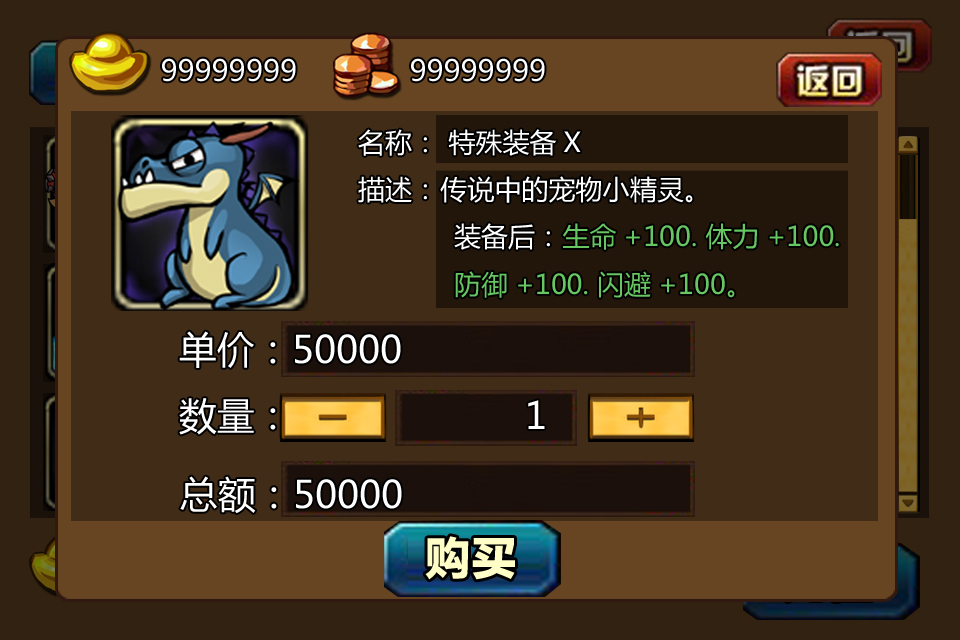 99999999
99999999
返回
返回
名称：特殊装备 X
描述：传说中的宠物小精灵。
装备后：生命 +100. 体力 +100.
防御 +100. 闪避 +100。
单价：50000
数量：－ 1 ＋
总额：50000
购买